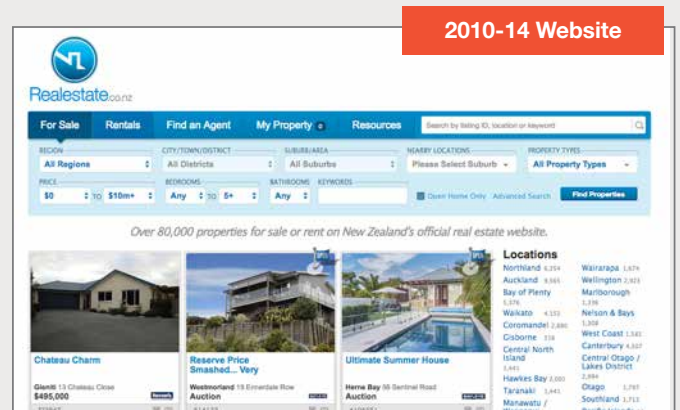 2010-14 Website
Realestate.co.nz
For Sale Rentals Find an Agent My Property 0 Resources Search by listing ID, location or keyword
REGION CITY/TOWN/DISTRICT SUBURB/AREA NEARBY LOCATIONS PROPERTY TYPES
All Regions All Districts All Suburbs Please Select Suburb All Property Types
PRICE BEDROOMS BATHROOMS KEYWORDS
$0 TO $10m+ Any TO 5+ Any Open Home Only Advanced Search Find Properties
Over 80,000 properties for sale or rent on New Zealand's official real estate website.
Chateau Charm
Gleniti 13 Chateau Close
$495,000
Reserve Price
Smashed... Very
Westmorland 19 Ennerdale Row
Auction
Ultimate Summer House
Herne Bay 56 Sentinel Road
Auction
Locations
Northland
Auckland
Bay of Plenty
Waikato
Coromandel
Gisborne
Central North
Island
Hawkes Bay
Taranaki
Manawatu /
Wairarapa
Wellington
Marlborough
Nelson & Bays
West Coast
Canterbury
Central Otago /
Lakes District
Otago
Southland